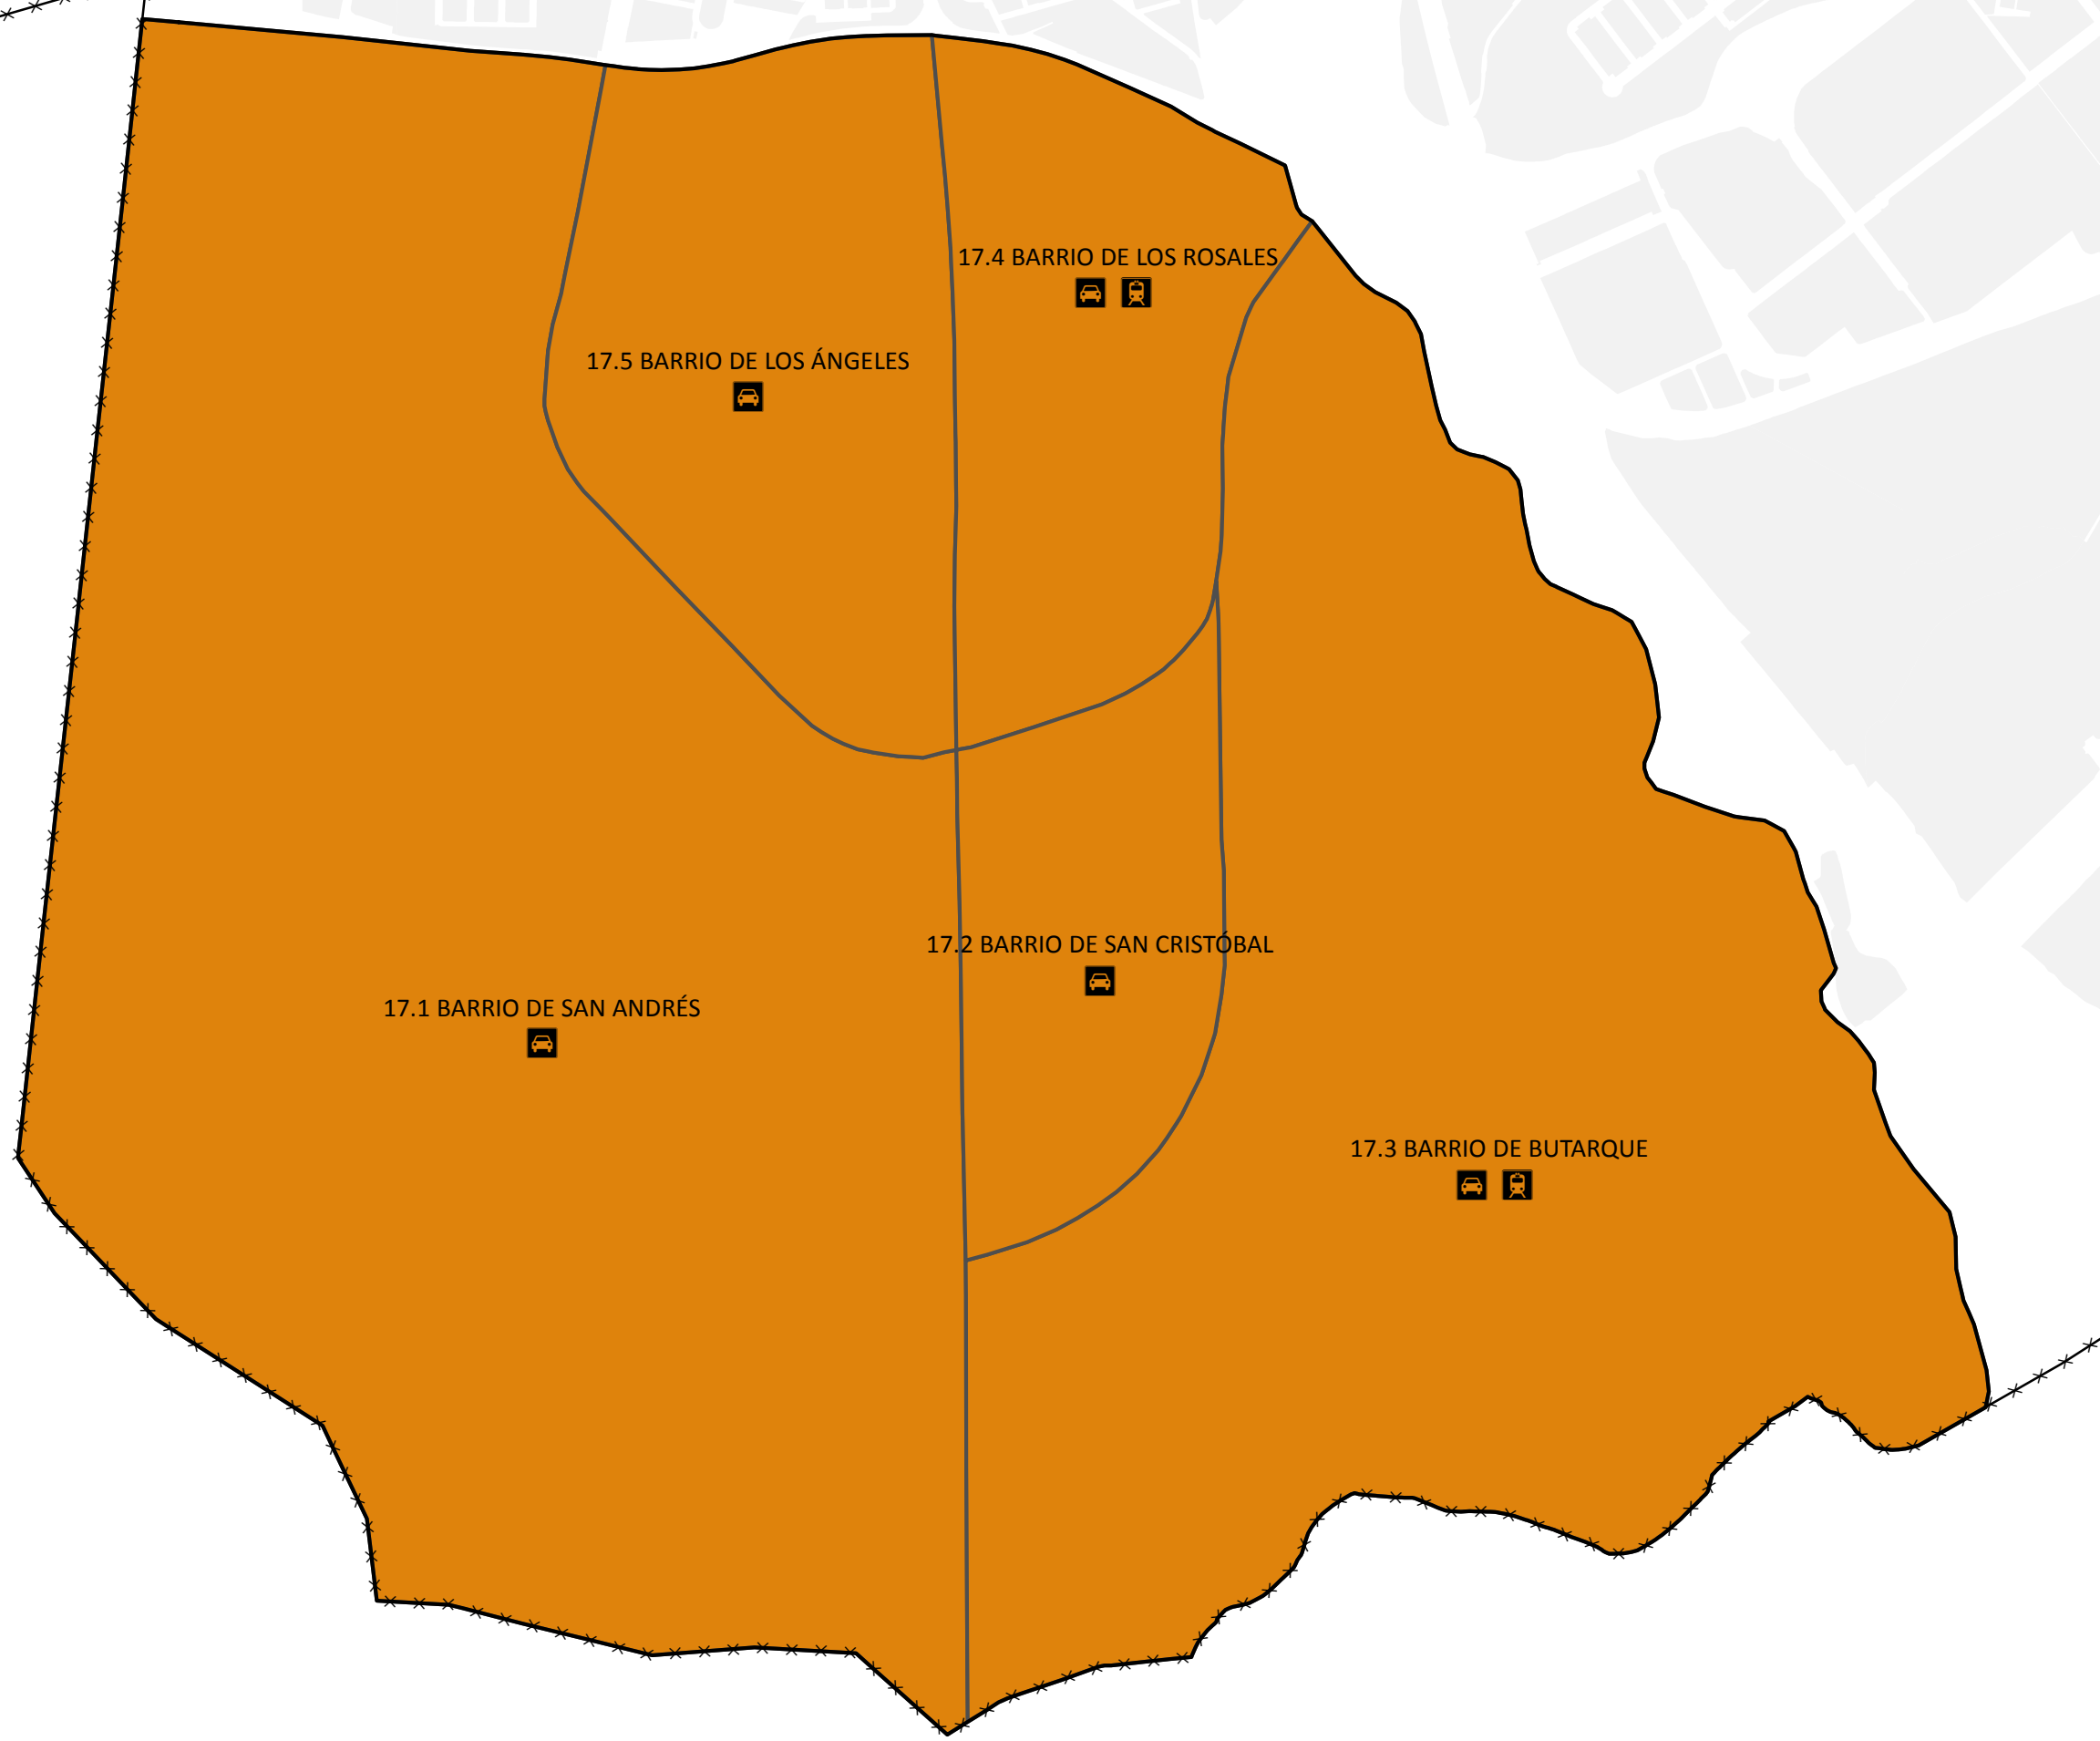 17.4 BARRIO DE LOS ROSALES
17.5 BARRIO DE LOS ÁNGELES
17.2 BARRIO DE SAN CRISTÓBAL
17.1 BARRIO DE SAN ANDRÉS
17.3 BARRIO DE BUTARQUE